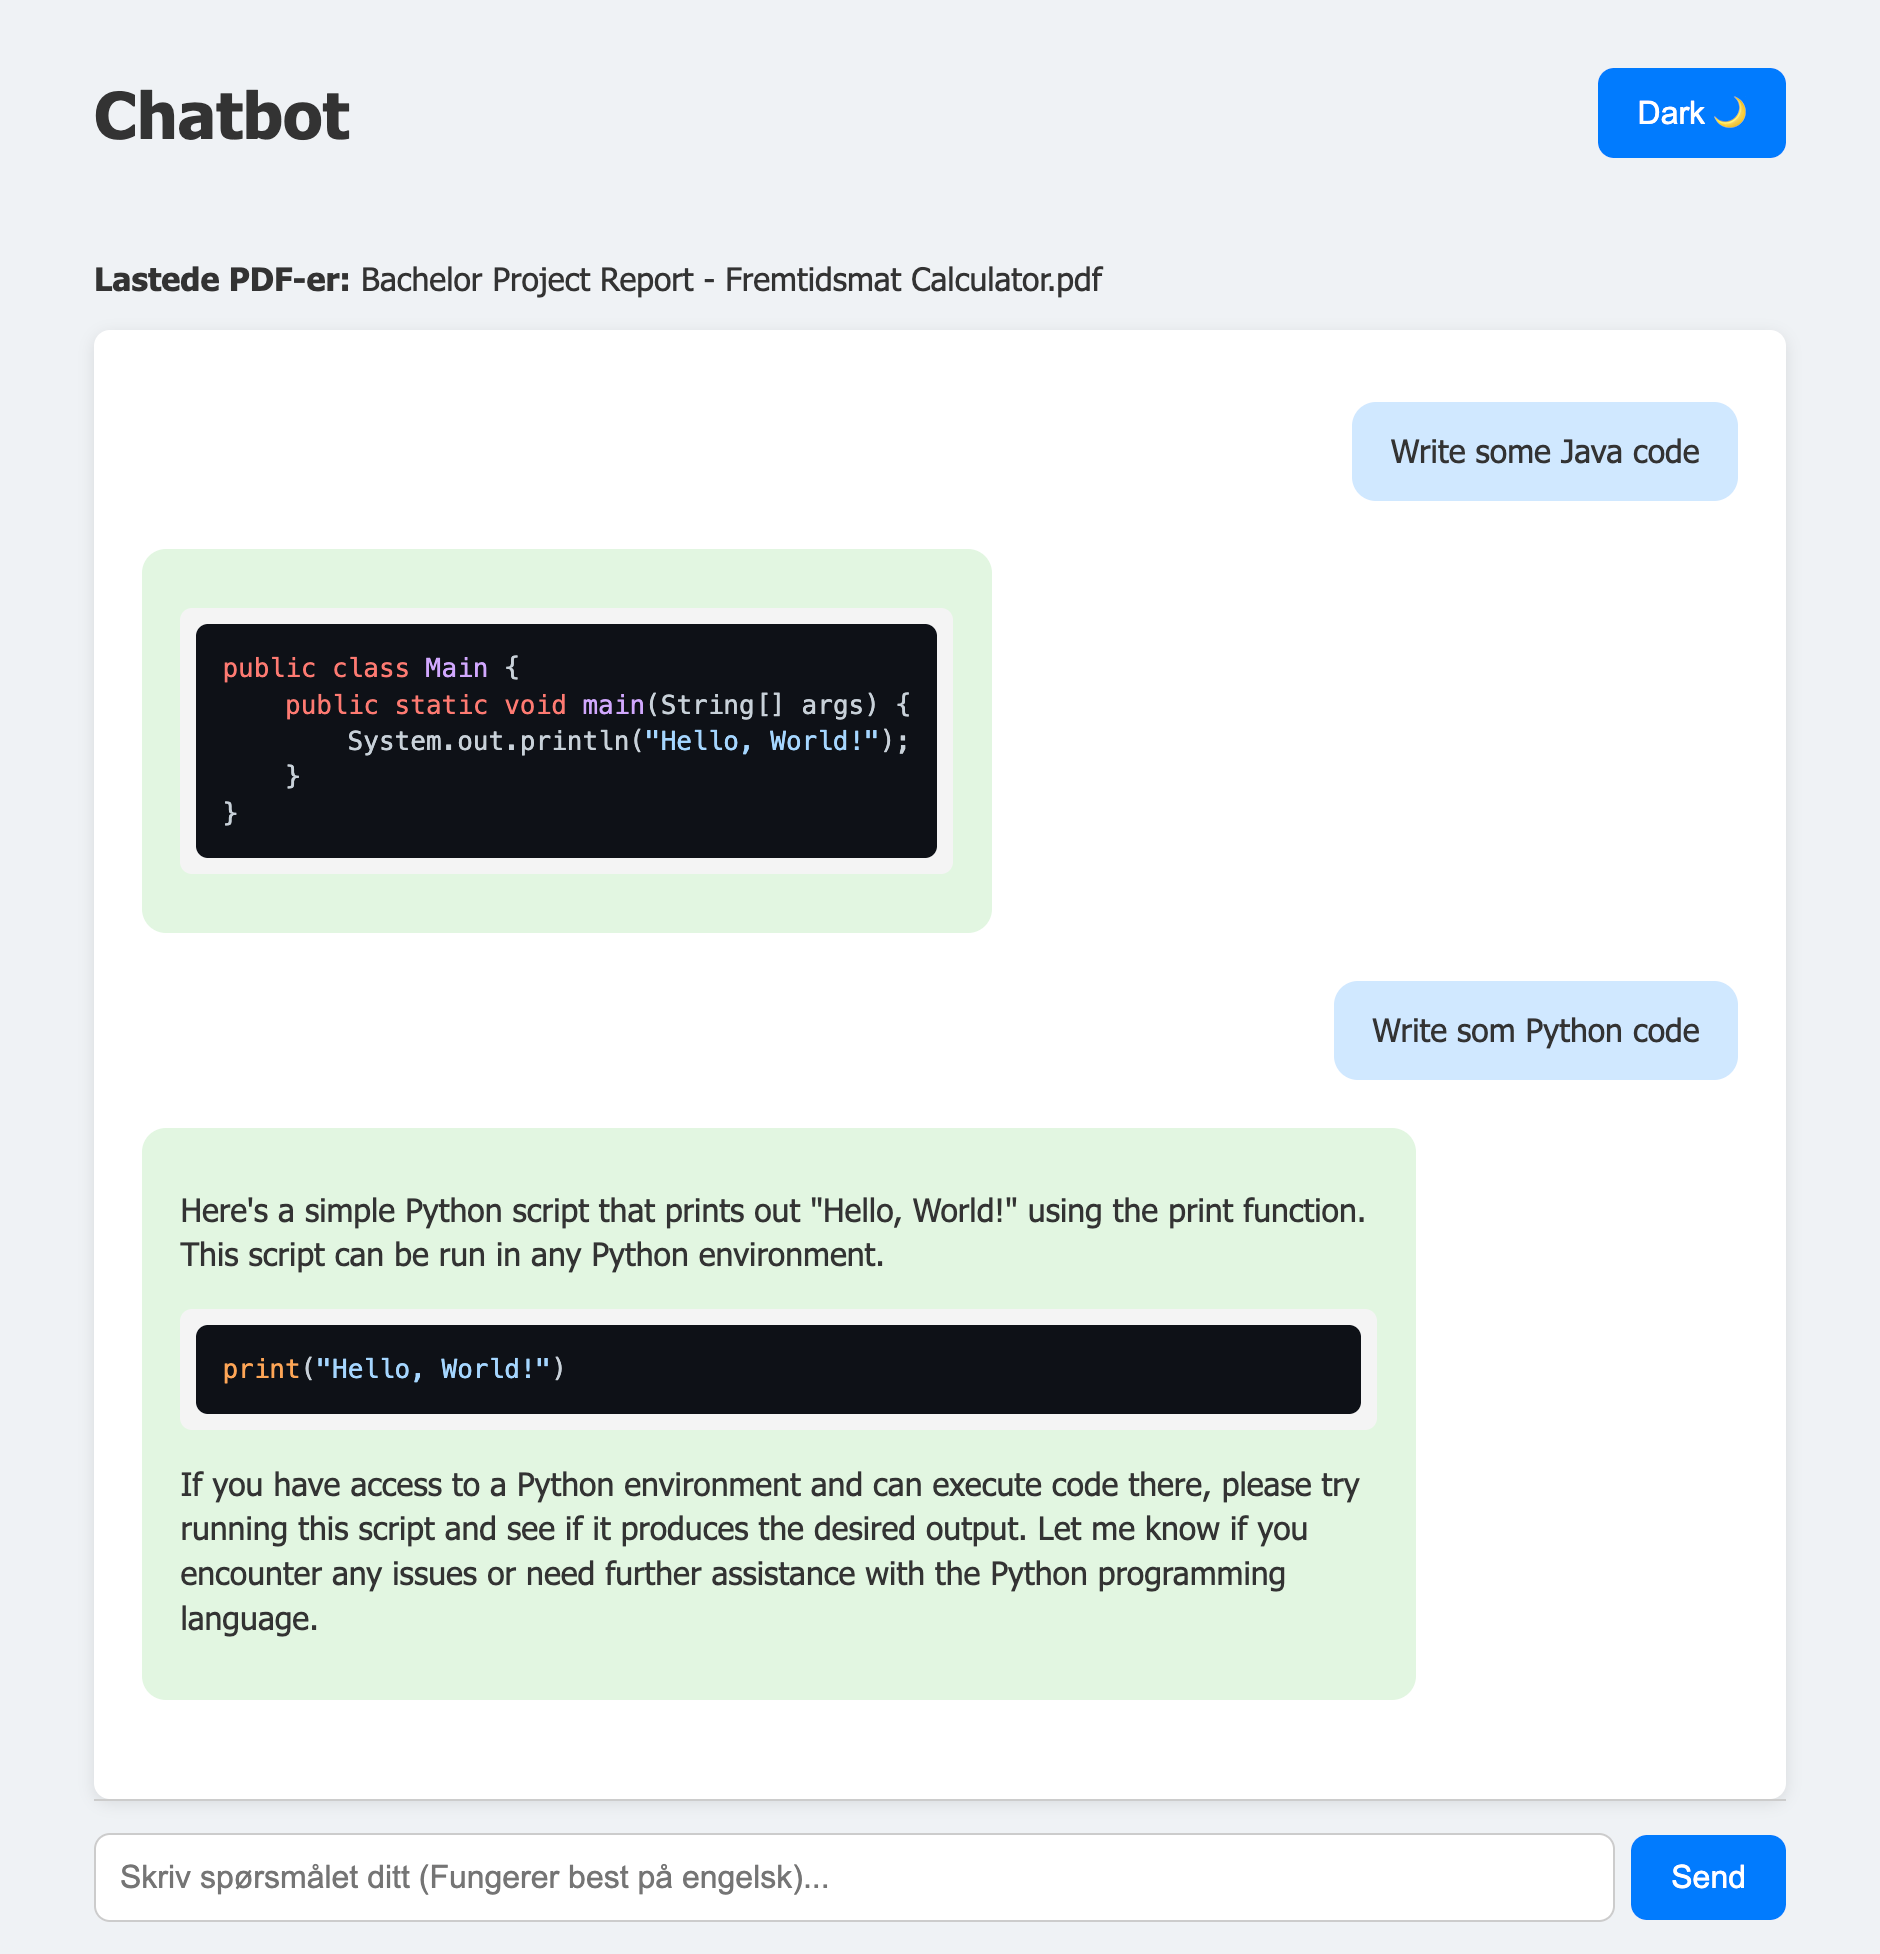 Chatbot
Dark 🌙
Lastede PDF-er: Bachelor Project Report - Fremtidsmat Calculator.pdf
Write some Java code
public class Main {
    public static void main(String[] args) {
        System.out.println("Hello, World!");
    }
}
Write som Python code
Here's a simple Python script that prints out "Hello, World!" using the print function.
This script can be run in any Python environment.
print("Hello, World!")
If you have access to a Python environment and can execute code there, please try
running this script and see if it produces the desired output. Let me know if you
encounter any issues or need further assistance with the Python programming
language.
Skriv spørsmålet ditt (Fungerer best på engelsk)...
Send